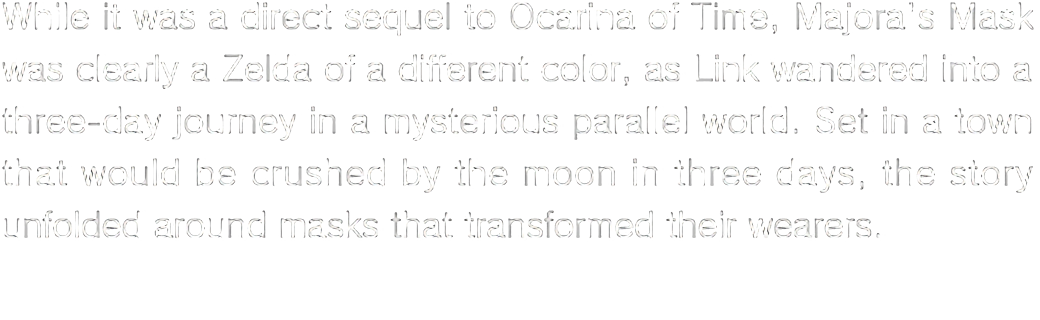 While it was a direct sequel to Ocarina of Time, Majora's Mask
was clearly a Zelda of a different color, as Link wandered into a
three-day journey in a mysterious parallel world. Set in a town
that would be crushed by the moon in three days, the story
unfolded around masks that transformed their wearers.